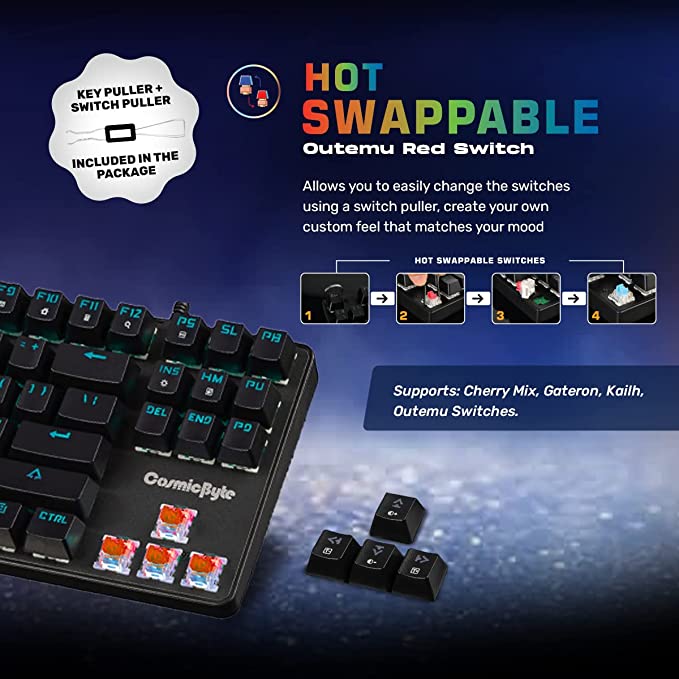 KEY PULLER +
SWITCH PULLER
INCLUDED IN THE
PACKAGE
HOT
SWAPPABLE
Outemu Red Switch
Allows you to easily change the switches
using a switch puller, create your own
custom feel that matches your mood
HOT SWAPPABLE SWITCHES
1
2
3
4
Supports: Cherry Mix, Gateron, Kailh,
Outemu Switches.
F9 F10 F11 F12 PS SL PB
= + INS HM PU
} ) | \ DEL END PD
CosmicByte
CTRL